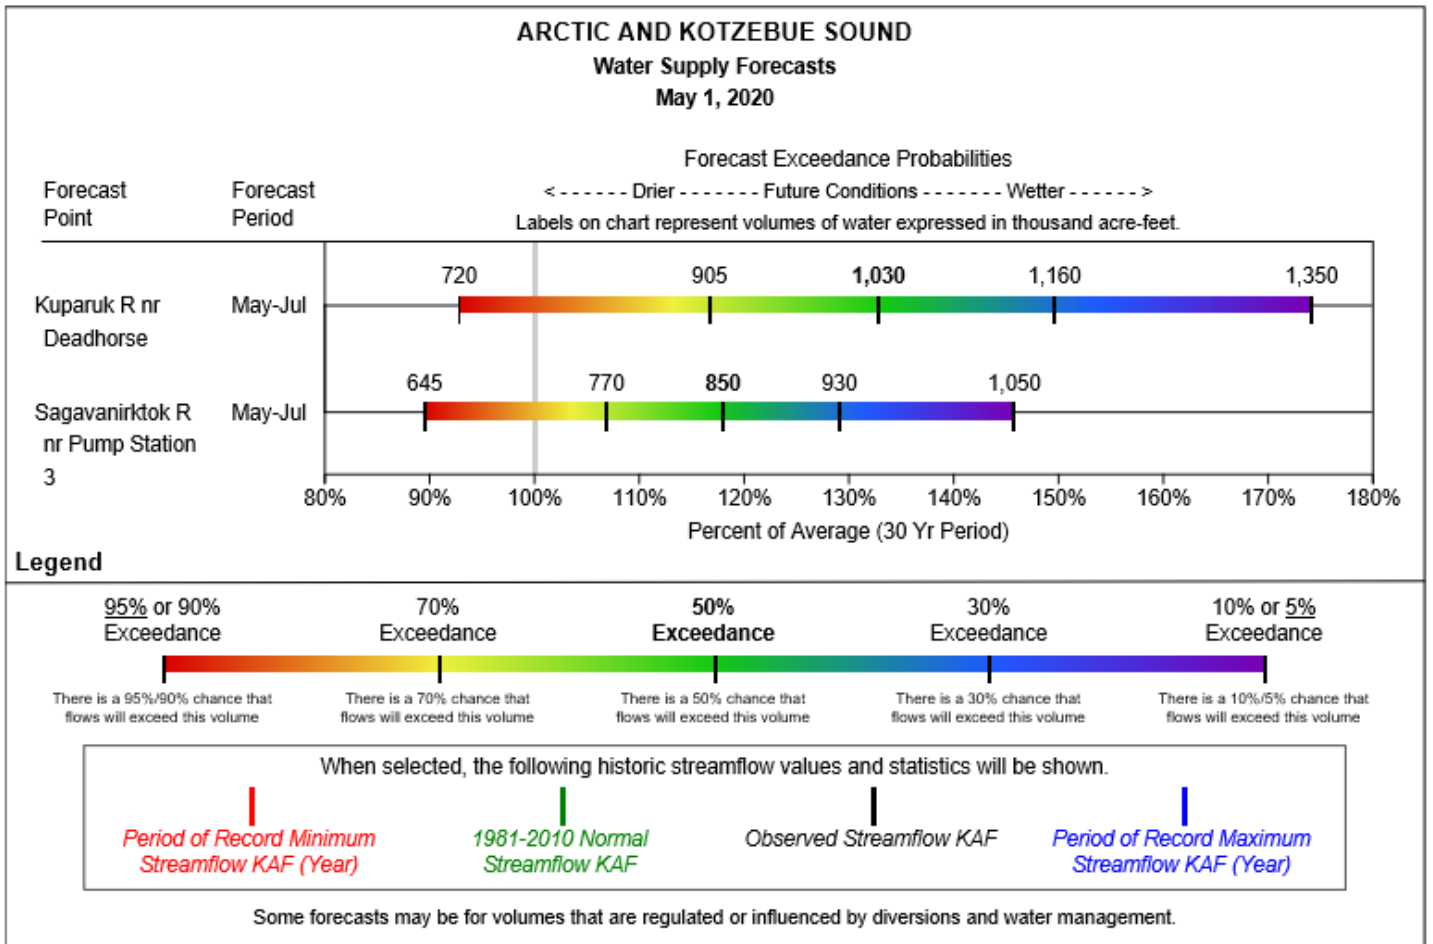 ARCTIC AND KOTZEBUE SOUND
Water Supply Forecasts
May 1, 2020
Forecast Exceedance Probabilities
Forecast Point
Forecast Period
<- - - - - - Drier - - - - - - - Future Conditions - - - - - - - Wetter - - - - - ->
Labels on chart represent volumes of water expressed in thousand acre-feet.
720 905 1,030 1,160 1,350
Kuparuk R nr May-Jul
Deadhorse
645 770 850 930 1,050
Sagavanirktok R May-Jul
nr Pump Station
3
80% 90% 100% 110% 120% 130% 140% 150% 160% 170% 180%
Percent of Average (30 Yr Period)
Legend
95% or 90% 70% 50% 30% 10% or 5%
Exceedance Exceedance Exceedance Exceedance Exceedance
There is a 95%/90% chance that There is a 70% chance that There is a 50% chance that There is a 30% chance that There is a 10%/5% chance that
flows will exceed this volume flows will exceed this volume flows will exceed this volume flows will exceed this volume flows will exceed this volume
When selected, the following historic streamflow values and statistics will be shown.
Period of Record Minimum 1981-2010 Normal Observed Streamflow KAF Period of Record Maximum
Streamflow KAF (Year) Streamflow KAF Streamflow KAF (Year)
Some forecasts may be for volumes that are regulated or influenced by diversions and water management.